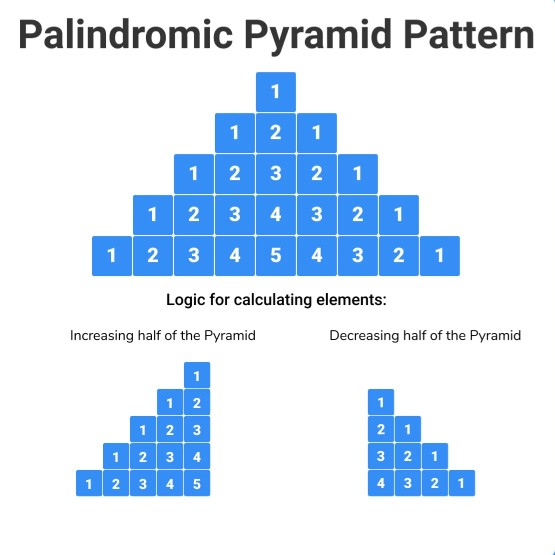 Palindromic Pyramid Pattern
1
1 2 1
1 2 3 2 1
1 2 3 4 3 2 1
1 2 3 4 5 4 3 2 1
Logic for calculating elements:
Increasing half of the Pyramid
1
1 2
1 2 3
1 2 3 4
1 2 3 4 5
Decreasing half of the Pyramid
1
2 1
3 2 1
4 3 2 1